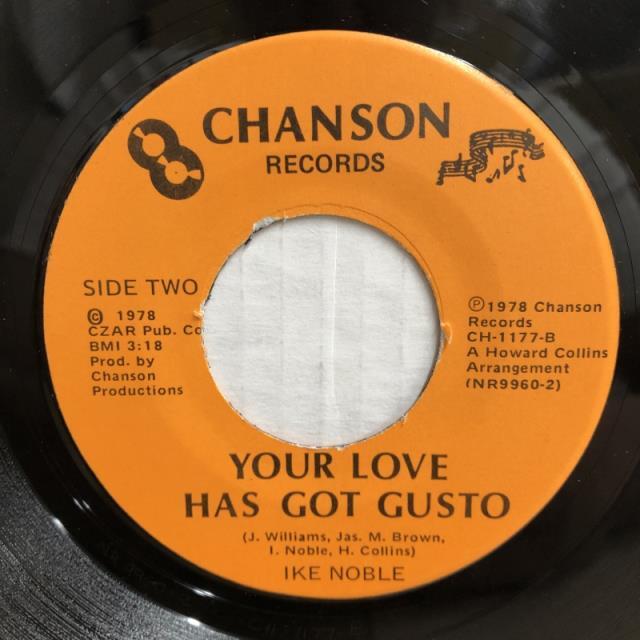 CHANSON
RECORDS
SIDE TWO
© 1978
CZAR Pub. Co
BMI 3:18
Prod. by
Chanson
Productions
℗1978 Chanson
Records
CH-1177-B
A Howard Collins
Arrangement
(NR9960-2)
YOUR LOVE
HAS GOT GUSTO
(J. Williams, Jas. M. Brown,
I. Noble, H. Collins)
IKE NOBLE